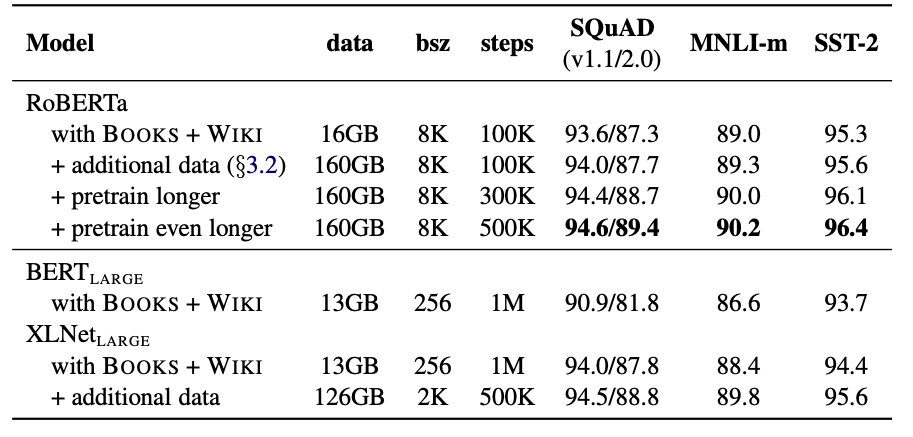 Model data bsz steps SQuAD (v1.1/2.0) MNLI-m SST-2
RoBERTa
with BOOKS + WIKI 16GB 8K 100K 93.6/87.3 89.0 95.3
+ additional data (§3.2) 160GB 8K 100K 94.0/87.7 89.3 95.6
+ pretrain longer 160GB 8K 300K 94.4/88.7 90.0 96.1
+ pretrain even longer 160GB 8K 500K 94.6/89.4 90.2 96.4
BERTLARGE
with BOOKS + WIKI 13GB 256 1M 90.9/81.8 86.6 93.7
XLNetLARGE
with BOOKS + WIKI 13GB 256 1M 94.0/87.8 88.4 94.4
+ additional data 126GB 2K 500K 94.5/88.8 89.8 95.6